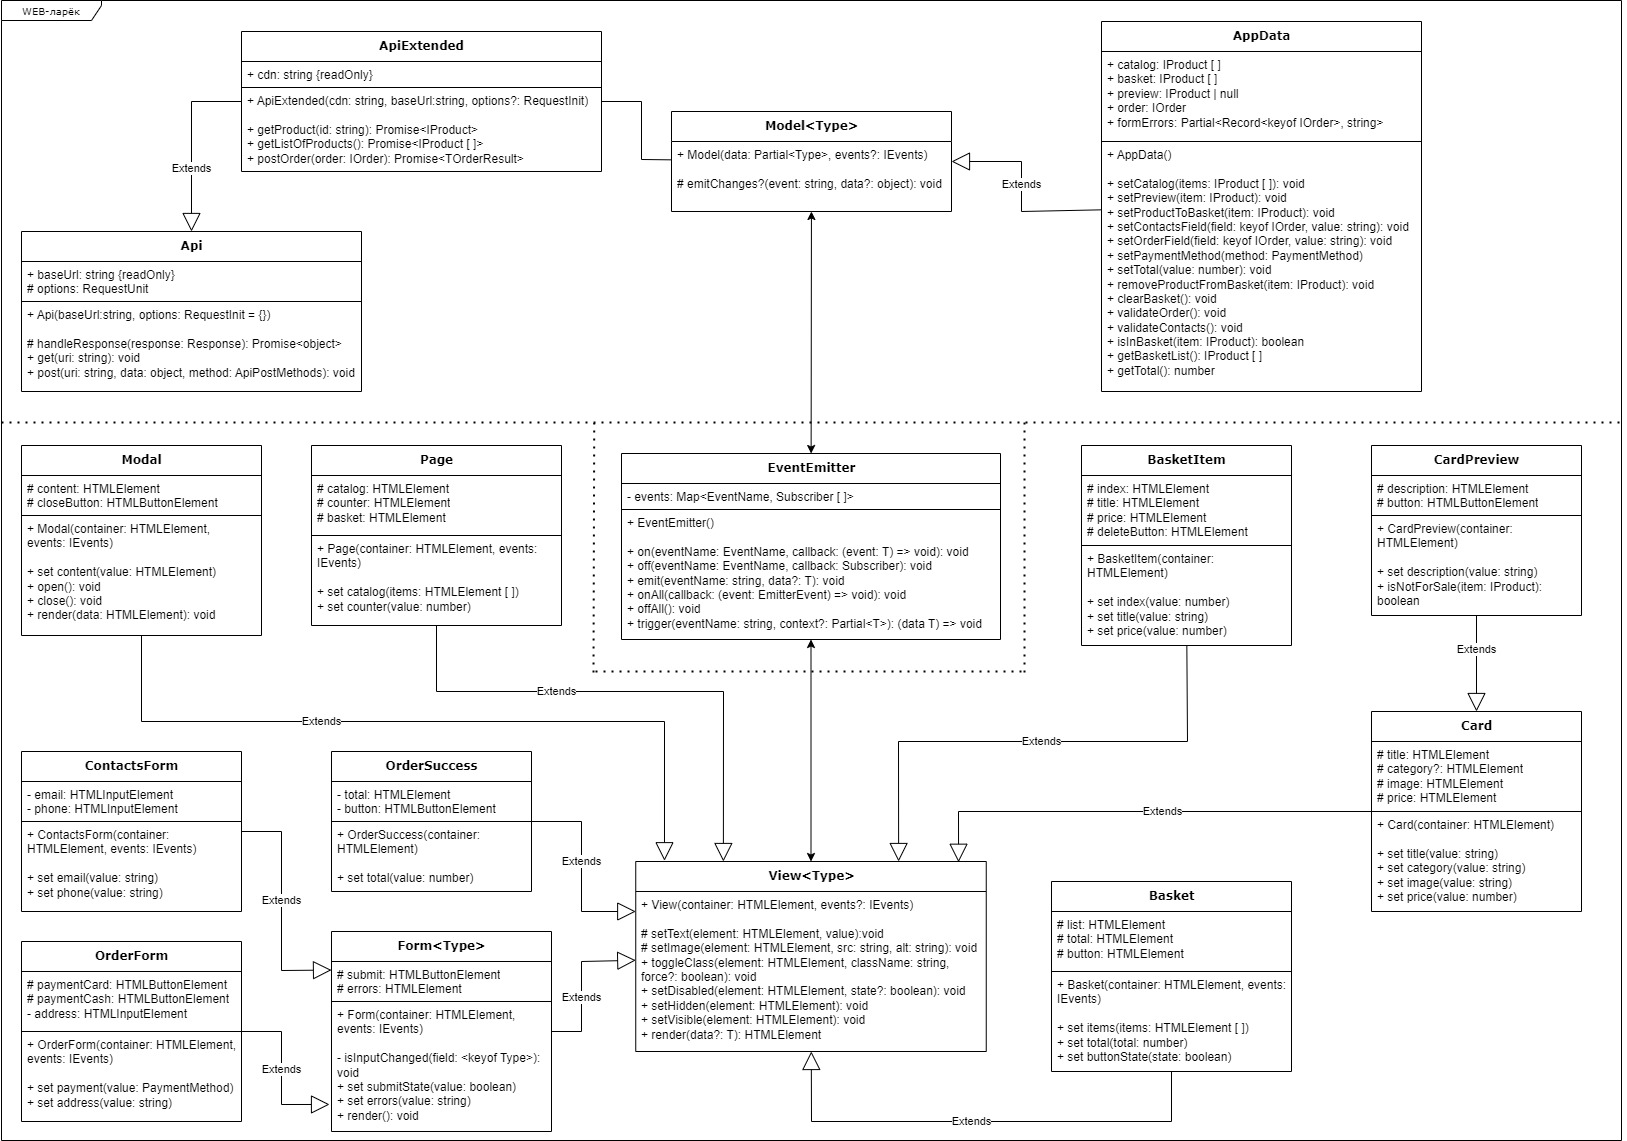 WEB-ларёк
ApiExtended
+ cdn: string {readOnly}
+ ApiExtended(cdn: string, baseUrl:string, options?: RequestInit)
+ getProduct(id: string): Promise<IProduct>
+ getListOfProducts(): Promise<IProduct [ ]>
+ postOrder(order: IOrder): Promise<TOrderResult>
Extends
Api
+ baseUrl: string {readOnly}
# options: RequestUnit
+ Api(baseUrl:string, options: RequestInit = {})
# handleResponse(response: Response): Promise<object>
+ get(uri: string): void
+ post(uri: string, data: object, method: ApiPostMethods): void
Model<Type>
+ Model(data: Partial<Type>, events?: IEvents)
# emitChanges?(event: string, data?: object): void
Extends
AppData
+ catalog: IProduct [ ]
+ basket: IProduct [ ]
+ preview: IProduct | null
+ order: IOrder
+ formErrors: Partial<Record<keyof IOrder>, string>
+ AppData()
+ setCatalog(items: IProduct [ ]): void
+ setPreview(item: IProduct): void
+ setProductToBasket(item: IProduct): void
+ setContactsField(field: keyof IOrder, value: string): void
+ setOrderField(field: keyof IOrder, value: string): void
+ setPaymentMethod(method: PaymentMethod)
+ setTotal(value: number): void
+ removeProductFromBasket(item: IProduct): void
+ clearBasket(): void
+ validateOrder(): void
+ validateContacts(): void
+ isInBasket(item: IProduct): boolean
+ getBasketList(): IProduct [ ]
+ getTotal(): number
Modal
# content: HTMLElement
# closeButton: HTMLButtonElement
+ Modal(container: HTMLElement,
events: IEvents)
+ set content(value: HTMLElement)
+ open(): void
+ close(): void
+ render(data: HTMLElement): void
Page
# catalog: HTMLElement
# counter: HTMLElement
# basket: HTMLElement
+ Page(container: HTMLElement, events:
IEvents)
+ set catalog(items: HTMLElement [ ])
+ set counter(value: number)
EventEmitter
- events: Map<EventName, Subscriber [ ]>
+ EventEmitter()
+ on(eventName: EventName, callback: (event: T) => void): void
+ off(eventName: EventName, callback: Subscriber): void
+ emit(eventName: string, data?: T): void
+ onAll(callback: (event: EmitterEvent) => void): void
+ offAll(): void
+ trigger(eventName: string, context?: Partial<T>): (data T) => void
BasketItem
# index: HTMLElement
# title: HTMLElement
# price: HTMLElement
# deleteButton: HTMLElement
+ BasketItem(container:
HTMLElement)
+ set index(value: number)
+ set title(value: string)
+ set price(value: number)
CardPreview
# description: HTMLElement
# button: HTMLButtonElement
+ CardPreview(container:
HTMLElement)
+ set description(value: string)
+ isNotForSale(item: IProduct):
boolean
Extends
Extends
Extends
Extends
Extends
Card
# title: HTMLElement
# category?: HTMLElement
# image: HTMLElement
# price: HTMLElement
+ Card(container: HTMLElement)
+ set title(value: string)
+ set category(value: string)
+ set image(value: string)
+ set price(value: number)
ContactsForm
- email: HTMLInputElement
- phone: HTMLInputElement
+ ContactsForm(container:
HTMLElement, events: IEvents)
+ set email(value: string)
+ set phone(value: string)
Extends
OrderSuccess
- total: HTMLElement
- button: HTMLButtonElement
+ OrderSuccess(container:
HTMLElement)
+ set total(value: number)
Extends
View<Type>
+ View(container: HTMLElement, events?: IEvents)
# setText(element: HTMLElement, value):void
# setImage(element: HTMLElement, src: string, alt: string): void
+ toggleClass(element: HTMLElement, className: string,
force?: boolean): void
+ setDisabled(element: HTMLElement, state?: boolean): void
+ setHidden(element: HTMLElement): void
+ setVisible(element: HTMLElement): void
+ render(data?: T): HTMLElement
Basket
# list: HTMLElement
# total: HTMLElement
# button: HTMLElement
+ Basket(container: HTMLElement, events:
IEvents)
+ set items(items: HTMLElement [ ])
+ set total(total: number)
+ set buttonState(state: boolean)
OrderForm
# paymentCard: HTMLButtonElement
# paymentCash: HTMLButtonElement
- address: HTMLInputElement
+ OrderForm(container: HTMLElement,
events: IEvents)
+ set payment(value: PaymentMethod)
+ set address(value: string)
Extends
Form<Type>
# submit: HTMLButtonElement
# errors: HTMLElement
+ Form(container: HTMLElement,
events: IEvents)
- isInputChanged(field: <keyof Type>):
void
+ set submitState(value: boolean)
+ set errors(value: string)
+ render(): void
Extends
Extends